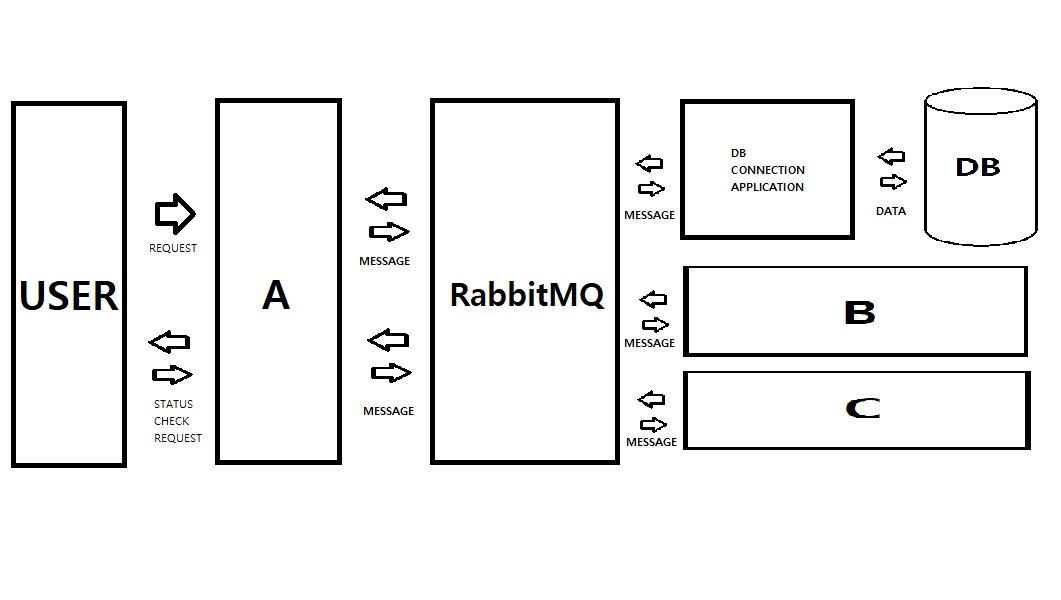 USER
REQUEST
STATUS
CHECK
REQUEST
A
MESSAGE
MESSAGE
RabbitMQ
MESSAGE
MESSAGE
MESSAGE
DB
CONNECTION
APPLICATION
DATA
DB
B
C